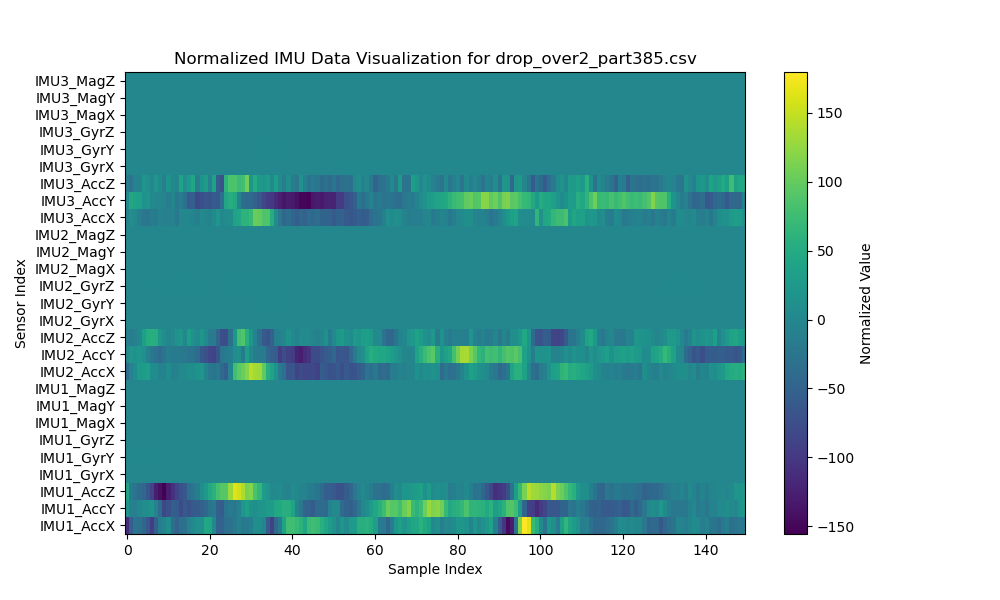 Normalized IMU Data Visualization for drop_over2_part385.csv
IMU3_MagZ
IMU3_MagY
IMU3_MagX
IMU3_GyrZ
IMU3_GyrY
IMU3_GyrX
IMU3_AccZ
IMU3_AccY
IMU3_AccX
IMU2_MagZ
IMU2_MagY
IMU2_MagX
IMU2_GyrZ
IMU2_GyrY
IMU2_GyrX
IMU2_AccZ
IMU2_AccY
IMU2_AccX
IMU1_MagZ
IMU1_MagY
IMU1_MagX
IMU1_GyrZ
IMU1_GyrY
IMU1_GyrX
IMU1_AccZ
IMU1_AccY
IMU1_AccX
Sensor Index
0 20 40 60 80 100 120 140
Sample Index
150
100
50
0
−50
−100
−150
Normalized Value